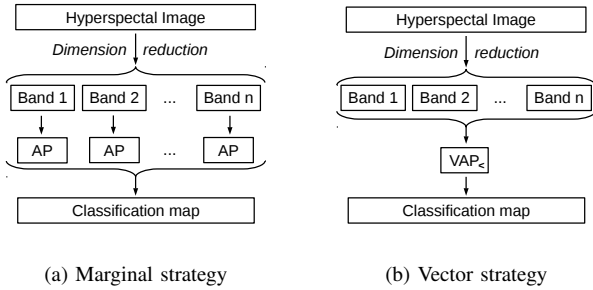 Hyperspectal Image
Dimension reduction
Band 1 Band 2 ... Band n
AP AP ... AP
Classification map
(a) Marginal strategy
Hyperspectal Image
Dimension reduction
Band 1 Band 2 ... Band n
VAP<
Classification map
(b) Vector strategy